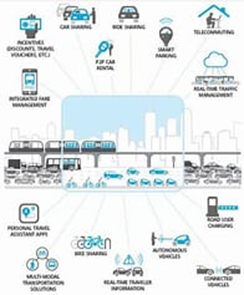 CAR SHARING
RIDE SHARING
TELECOMMUTING
INCENTIVES
(DISCOUNTS, TRAVEL
VOUCHERS, ETC.)
P2P CAR
RENTAL
SMART
PARKING
INTEGRATED FARE
MANAGEMENT
REAL-TIME TRAFFIC
MANAGEMENT
PERSONAL TRAVEL
ASSISTANT APPS
ROAD USER
CHARGING
BIKE SHARING
AUTONOMOUS
VEHICLES
MULTI-MODAL
TRANSPORTATION
SOLUTIONS
REAL-TIME TRAVELLER
INFORMATION
CONNECTED
VEHICLES